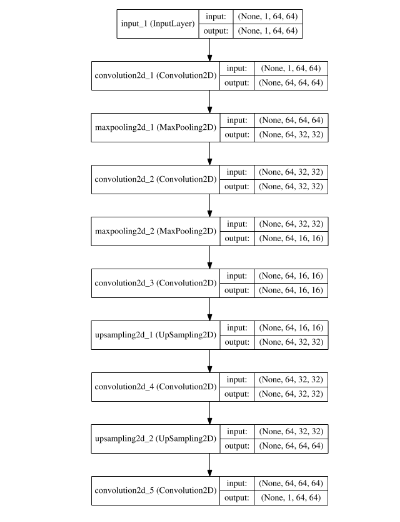 input_1 (InputLayer) input: (None, 1, 64, 64)
output: (None, 1, 64, 64)
convolution2d_1 (Convolution2D) input: (None, 1, 64, 64)
output: (None, 64, 64, 64)
maxpooling2d_1 (MaxPooling2D) input: (None, 64, 64, 64)
output: (None, 64, 32, 32)
convolution2d_2 (Convolution2D) input: (None, 64, 32, 32)
output: (None, 64, 32, 32)
maxpooling2d_2 (MaxPooling2D) input: (None, 64, 32, 32)
output: (None, 64, 16, 16)
convolution2d_3 (Convolution2D) input: (None, 64, 16, 16)
output: (None, 64, 16, 16)
upsampling2d_1 (UpSampling2D) input: (None, 64, 16, 16)
output: (None, 64, 32, 32)
convolution2d_4 (Convolution2D) input: (None, 64, 32, 32)
output: (None, 64, 32, 32)
upsampling2d_2 (UpSampling2D) input: (None, 64, 32, 32)
output: (None, 64, 64, 64)
convolution2d_5 (Convolution2D) input: (None, 64, 64, 64)
output: (None, 1, 64, 64)